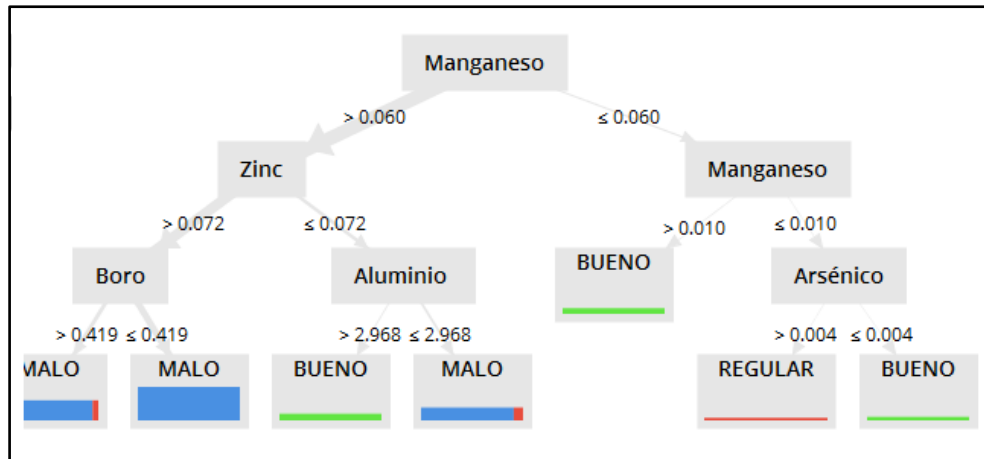 Manganeso
> 0.060 ≤ 0.060
Zinc Manganeso
> 0.072 ≤ 0.072 > 0.010 ≤ 0.010
Boro Aluminio BUENO Arsénico
> 0.419 ≤ 0.419 > 2.968 ≤ 2.968 > 0.004 ≤ 0.004
MALO MALO BUENO MALO REGULAR BUENO